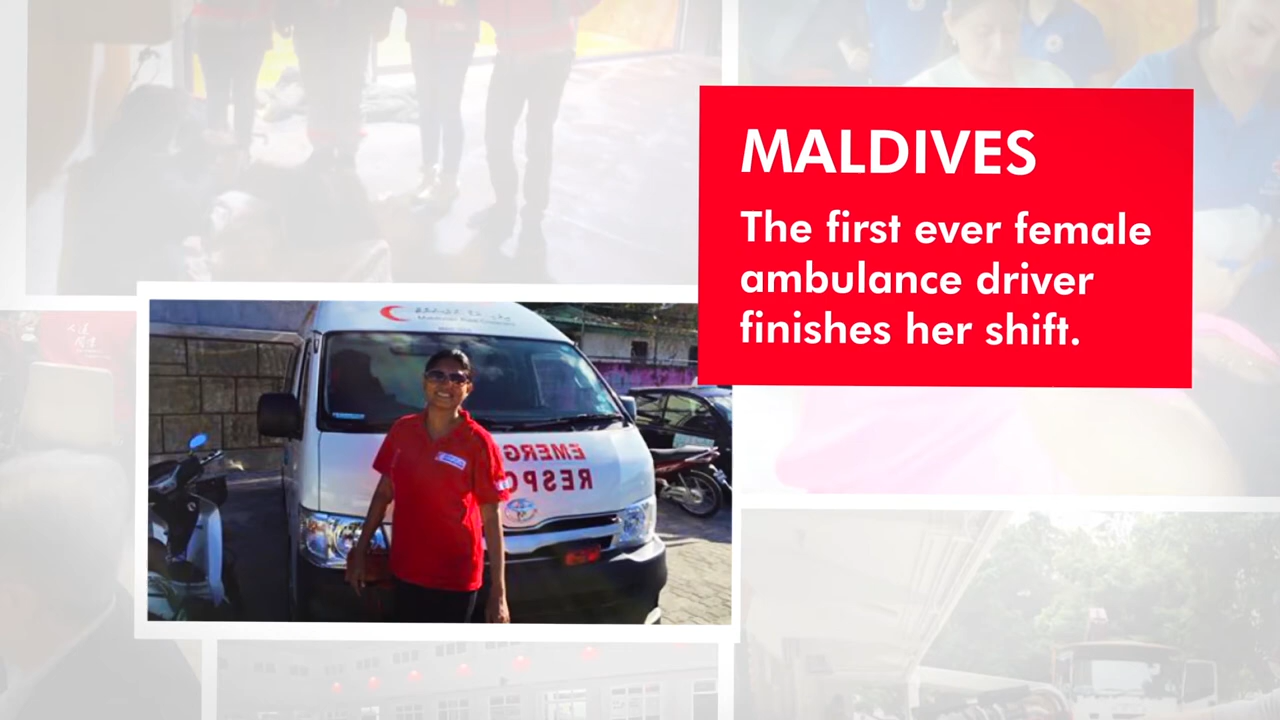 MALDIVES
The first ever female
ambulance driver
finishes her shift.
EMERG
RESPO